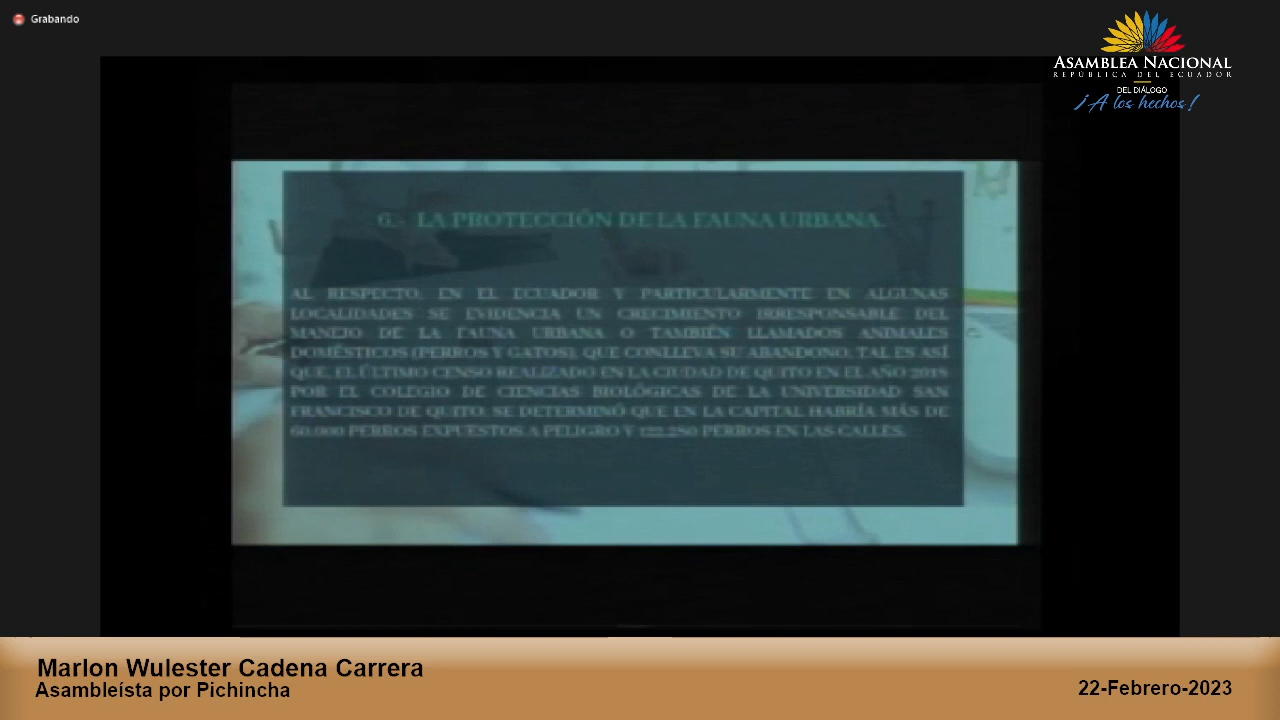 Grabando
ASAMBLEA NACIONAL
REPÚBLICA DEL ECUADOR
DEL DIÁLOGO
¡A los hechos!
6.- LA PROTECCIÓN DE LA FAUNA URBANA.
AL RESPECTO, EN EL ECUADOR Y PARTICULARMENTE EN ALGUNAS
LOCALIDADES SE EVIDENCIA UN CRECIMIENTO IRRESPONSABLE DEL
MANEJO DE LA FAUNA URBANA O TAMBIÉN LLAMADOS ANIMALES
DOMÉSTICOS (PERROS Y GATOS), QUE CONLLEVA SU ABANDONO. TAL ES ASÍ
QUE, EL ÚLTIMO CENSO REALIZADO EN LA CIUDAD DE QUITO EN EL AÑO 2018
POR EL COLEGIO DE CIENCIAS BIOLÓGICAS DE LA UNIVERSIDAD SAN
FRANCISCO DE QUITO, SE DETERMINÓ QUE EN LA CAPITAL HABRÍA MÁS DE
60.000 PERROS EXPUESTOS A PELIGRO Y 122.280 PERROS EN LAS CALLES.
Marlon Wulester Cadena Carrera
Asambleísta por Pichincha
22-Febrero-2023